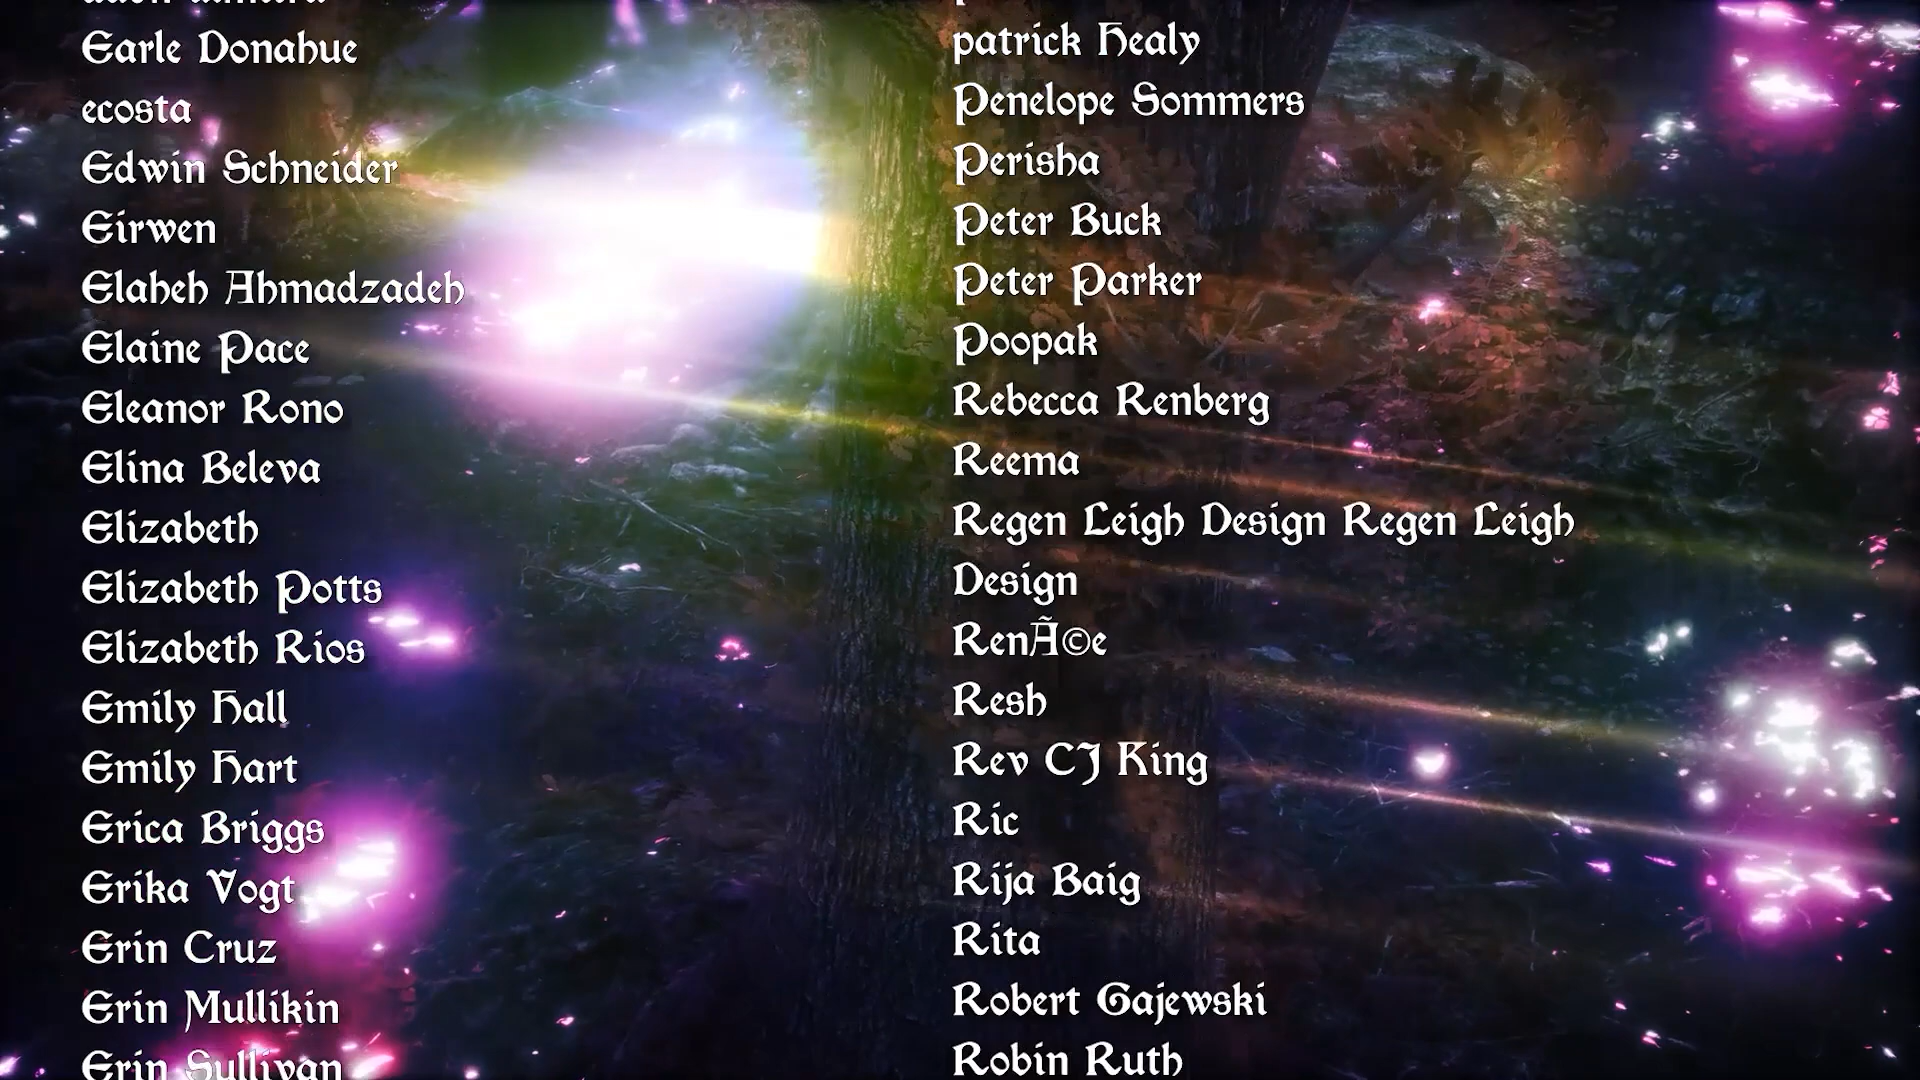 Earle Donahue
ecosta
Edwin Schneider
Eirwen
Elaheh Ahmadzadeh
Elaine Pace
Eleanor Rono
Elina Beleva
Elizabeth
Elizabeth Potts
Elizabeth Rios
Emily Hall
Emily Hart
Erica Briggs
Erika Vogt
Erin Cruz
Erin Mullikin
Erin Sullivan
patrick Healy
Penelope Sommers
Perisha
Peter Buck
Peter Parker
Poopak
Rebecca Renberg
Reema
Regen Leigh Design Regen Leigh
Design
RenÃ©e
Resh
Rev CJ King
Ric
Rija Baig
Rita
Robert Gajewski
Robin Ruth